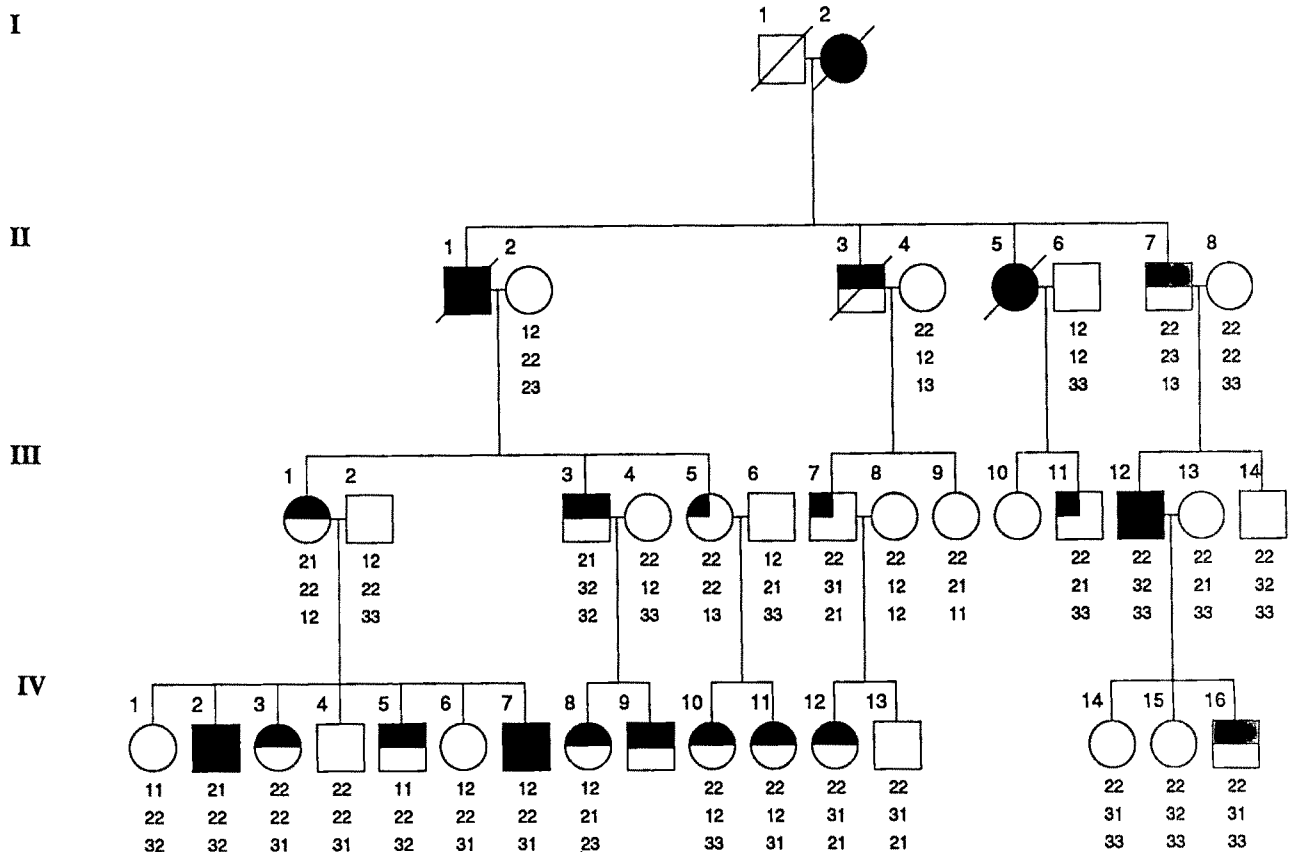 I
1 2
II
1 2 3 4 5 6 7 8
12 22 12 22 22
22 12 12 23 22
23 13 33 13 33
III
1 2 3 4 5 6 7 8 9 10 11 12 13 14
21 12 21 22 22 12 22 22 22 22 22 22 22
22 22 32 12 22 21 31 12 21 21 32 21 32
12 33 32 33 13 33 21 12 11 33 33 33 33
IV
1 2 3 4 5 6 7 8 9 10 11 12 13 14 15 16
11 21 22 22 11 12 12 12 22 22 22 22 22 22 22
22 22 22 22 22 22 22 21 12 12 31 31 31 32 31
32 32 31 31 32 31 31 23 33 31 21 21 33 33 33